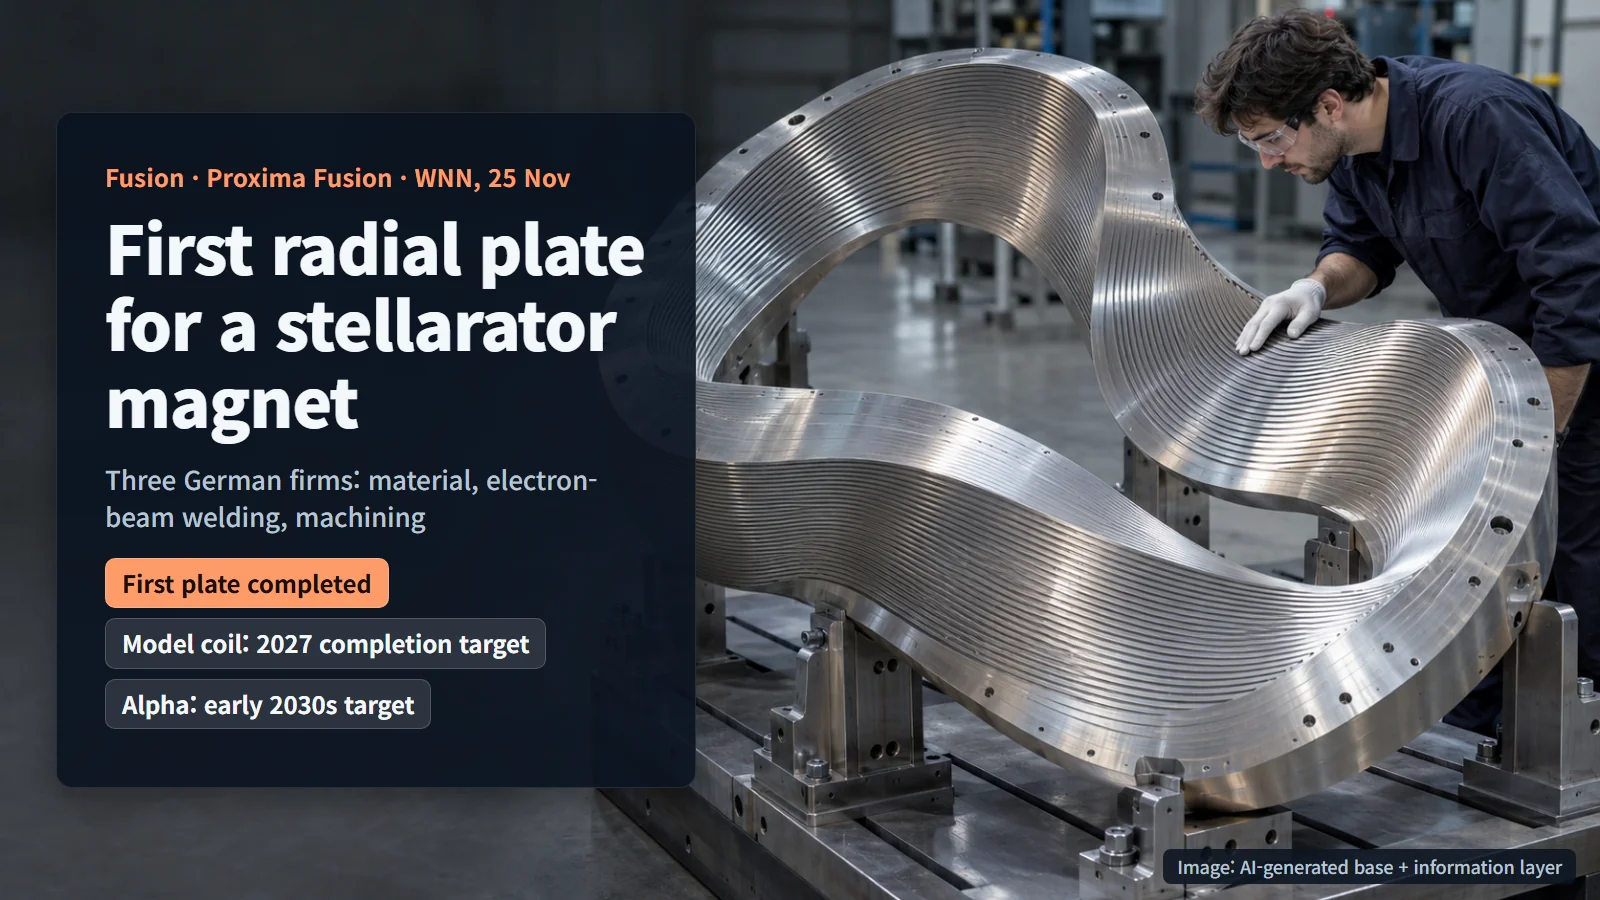 Fusion · Proxima Fusion · WNN, 25 Nov
First radial plate
for a stellarator
magnet
Three German firms: material, electron-
beam welding, machining
First plate completed
Model coil: 2027 completion target
Alpha: early 2030s target
Image: AI-generated base + information layer